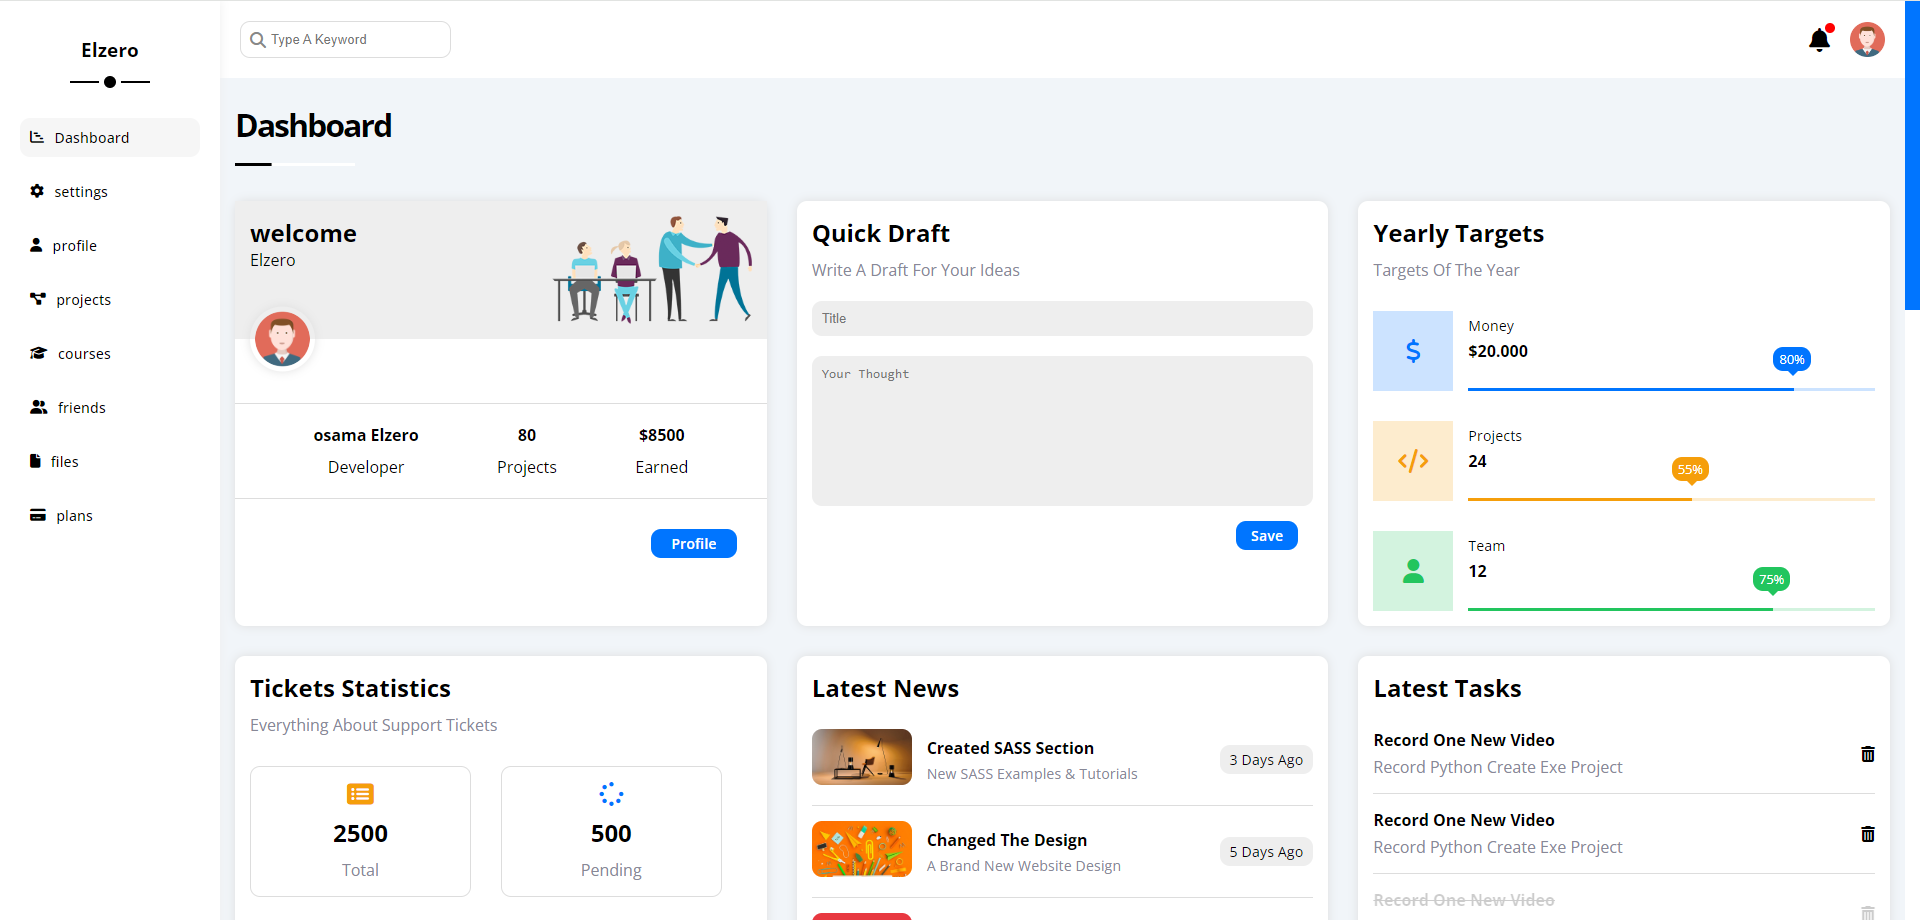 Elzero
Type A Keyword
Dashboard
settings
profile
projects
courses
friends
files
plans
Dashboard
welcome
Elzero
osama Elzero
80
$8500
Developer
Projects
Earned
Profile
Quick Draft
Write A Draft For Your Ideas
Title
Your Thought
Save
Yearly Targets
Targets Of The Year
Money
$20.000
80%
Projects
24
55%
Team
12
75%
Tickets Statistics
Everything About Support Tickets
2500
Total
500
Pending
Latest News
Created SASS Section
New SASS Examples & Tutorials
3 Days Ago
Changed The Design
A Brand New Website Design
5 Days Ago
Latest Tasks
Record One New Video
Record Python Create Exe Project
Record One New Video
Record Python Create Exe Project
Record One New Video